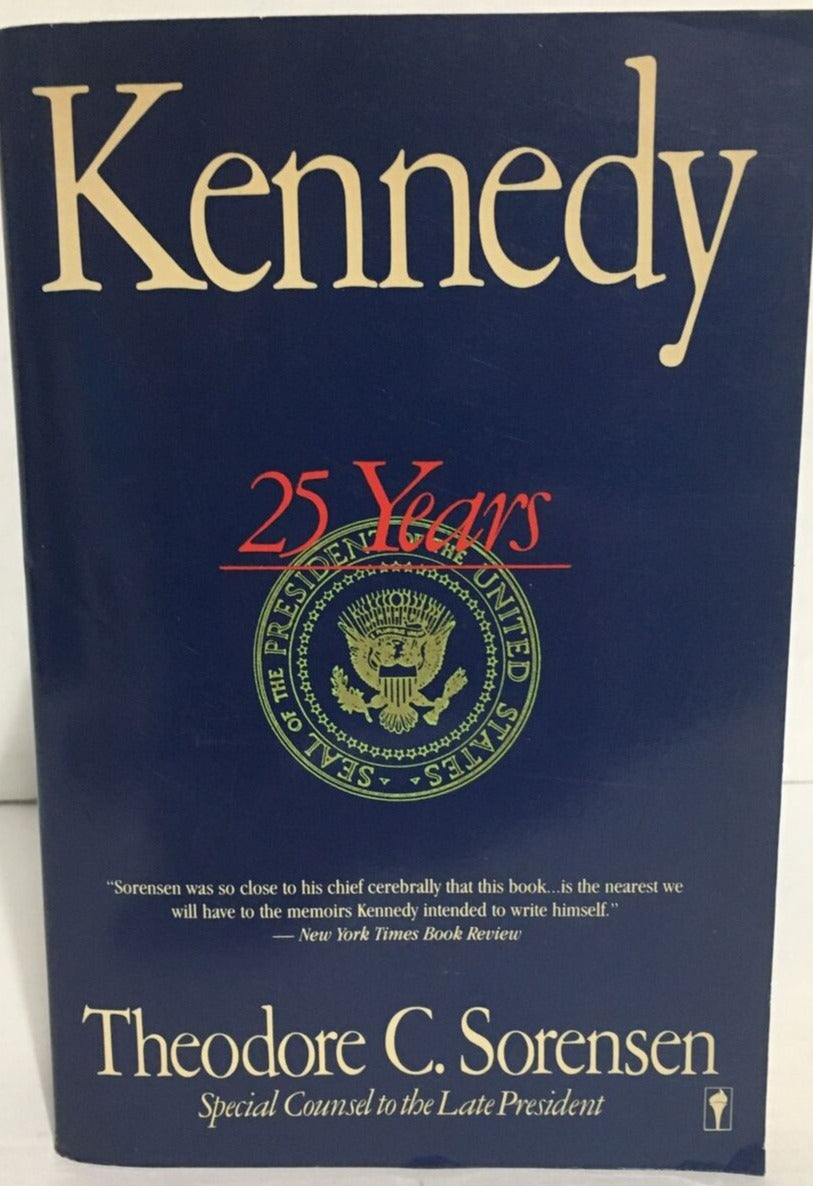 Kennedy
25 Years
SEAL OF THE PRESIDENT OF THE UNITED STATES
"Sorensen was so close to his chief cerebrally that this book...is the nearest we
will have to the memoirs Kennedy intended to write himself."
— New York Times Book Review
Theodore C. Sorensen
Special Counsel to the Late President